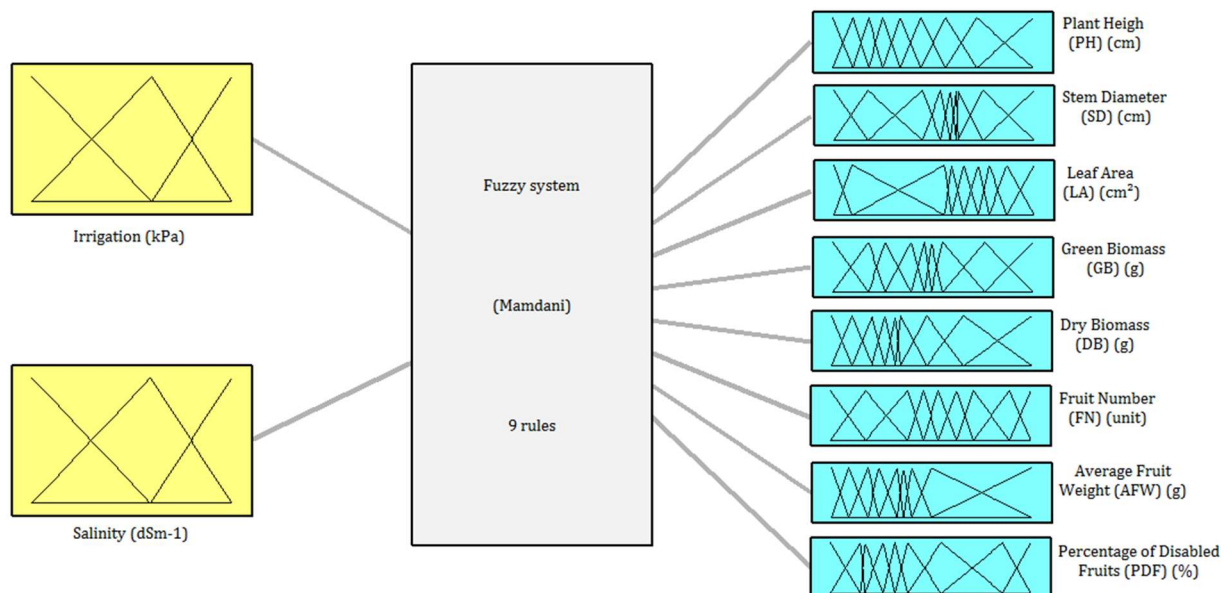 Irrigation (kPa)
Salinity (dSm-1)
Fuzzy system
(Mamdani)
9 rules
Plant Heigh
(PH) (cm)
Stem Diameter
(SD) (cm)
Leaf Area
(LA) (cm²)
Green Biomass
(GB) (g)
Dry Biomass
(DB) (g)
Fruit Number
(FN) (unit)
Average Fruit
Weight (AFW) (g)
Percentage of Disabled
Fruits (PDF) (%)